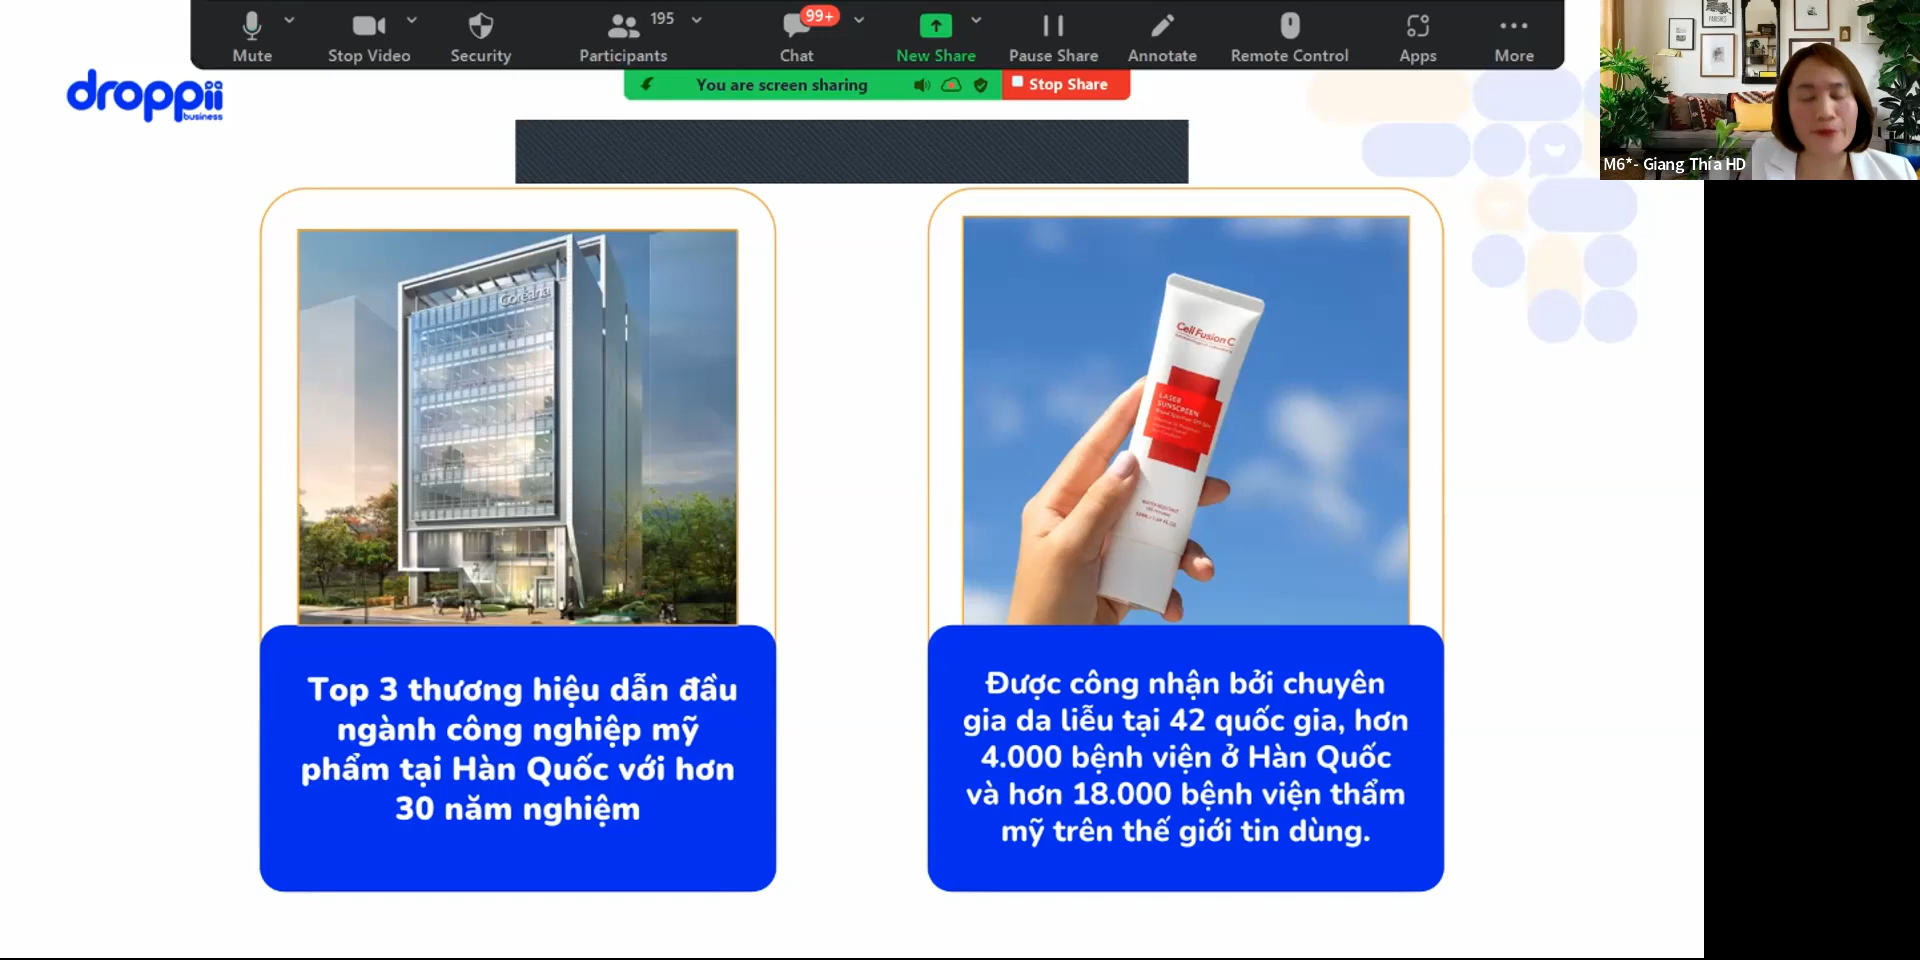 Mute
Stop Video
Security
Participants
195
Chat
99+
New Share
Pause Share
Annotate
Remote Control
Apps
More
You are screen sharing
Stop Share
droppii
business
M6*- Giang Thía HD
Coreana
Cell Fusion C
LASER
SUNSCREEN
Top 3 thương hiệu dẫn đầu
ngành công nghiệp mỹ
phẩm tại Hàn Quốc với hơn
30 năm nghiệm
Được công nhận bởi chuyên
gia da liễu tại 42 quốc gia, hơn
4.000 bệnh viện ở Hàn Quốc
và hơn 18.000 bệnh viện thẩm
mỹ trên thế giới tin dùng.